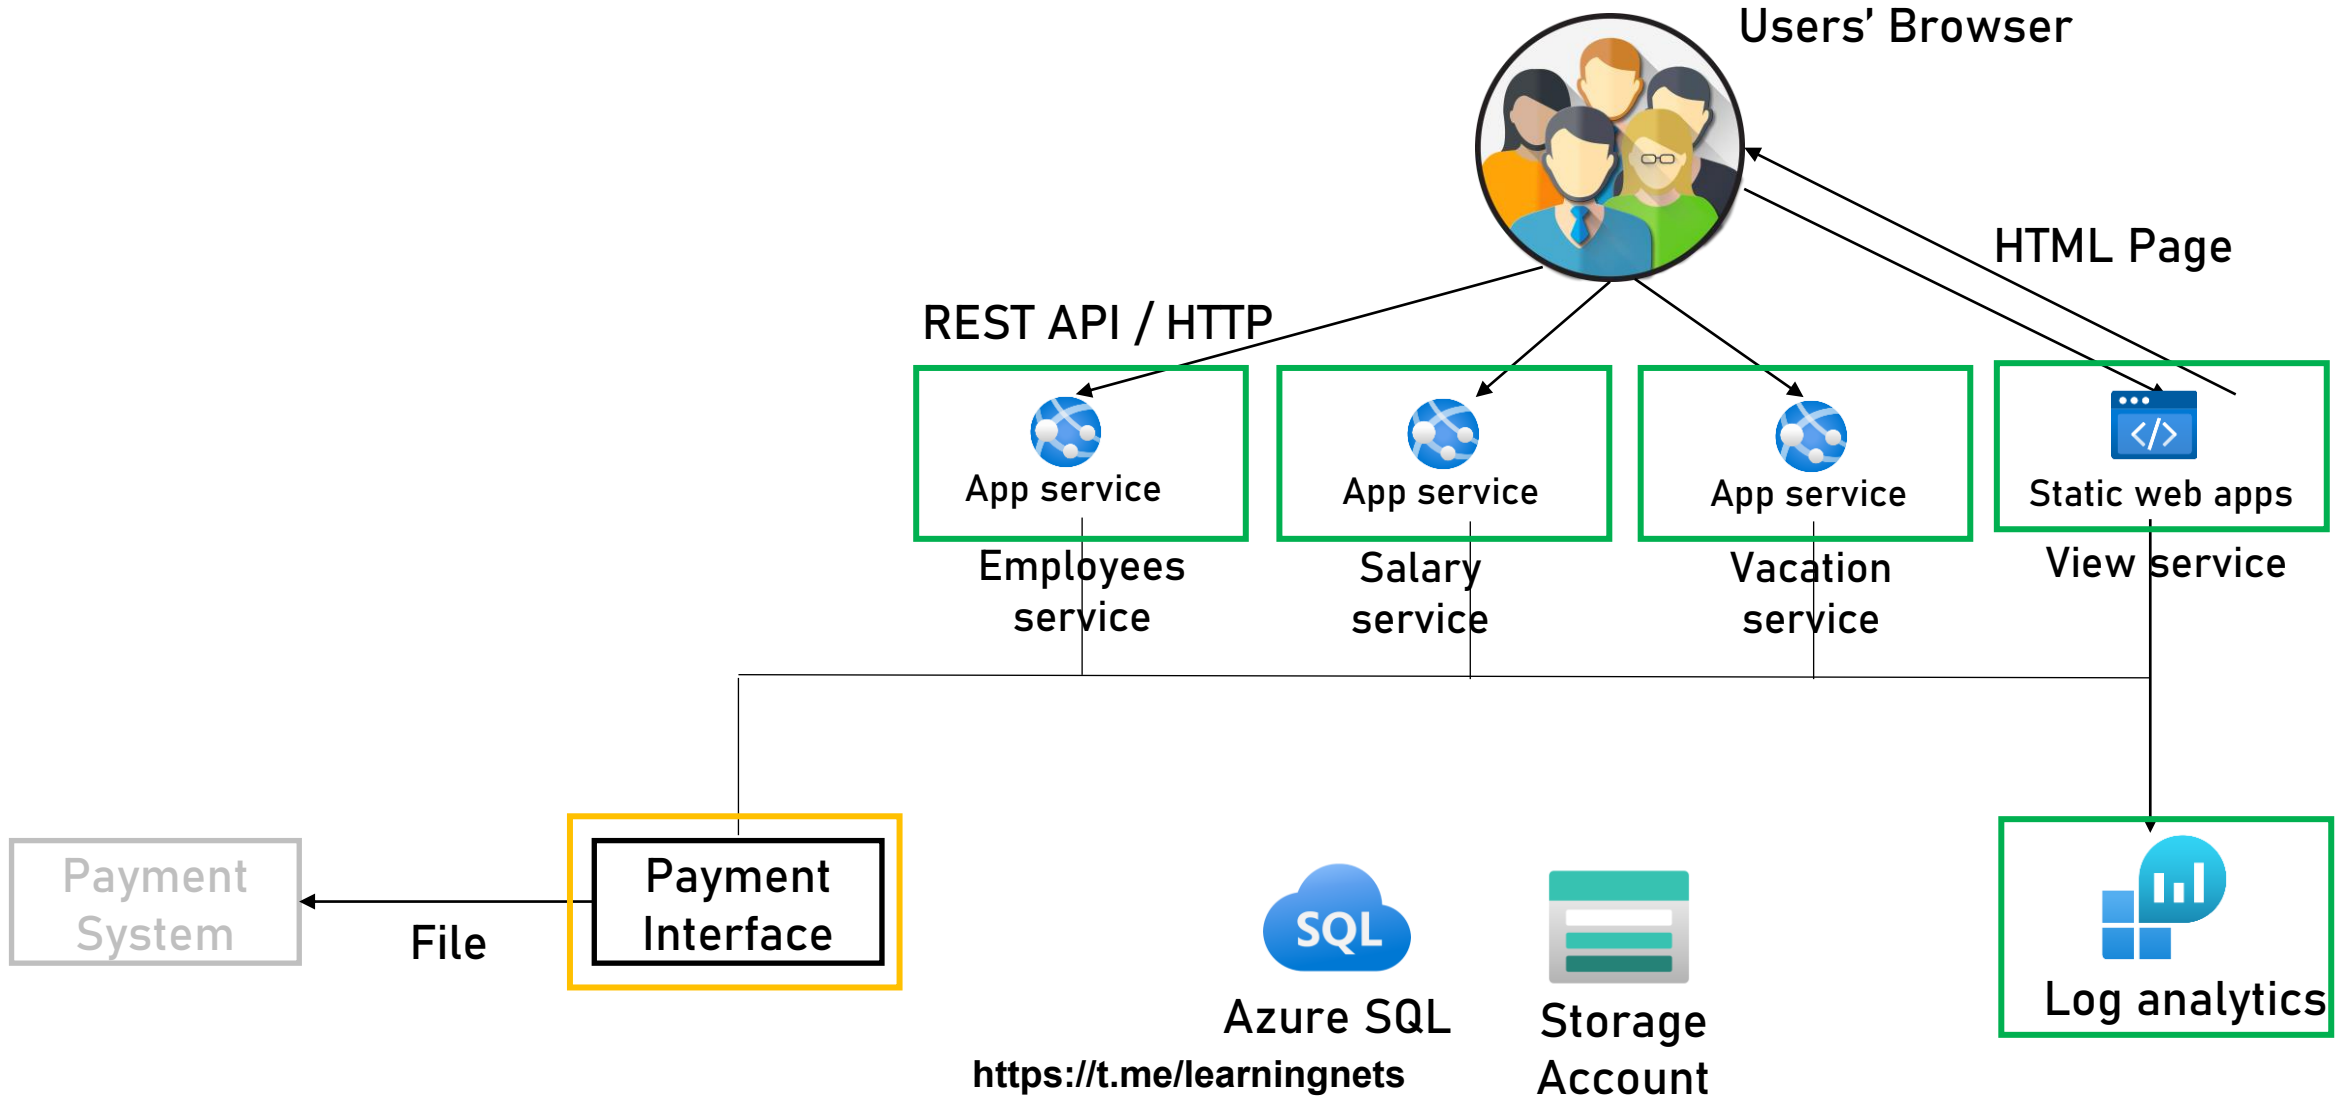 Users’ Browser
HTML Page
REST API / HTTP
App service
App service
App service
Static web apps
Employees
service
Salary
service
Vacation
service
View service
Payment
System
File
Payment
Interface
SQL
Azure SQL
Storage
Account
Log analytics
https://t.me/learningnets